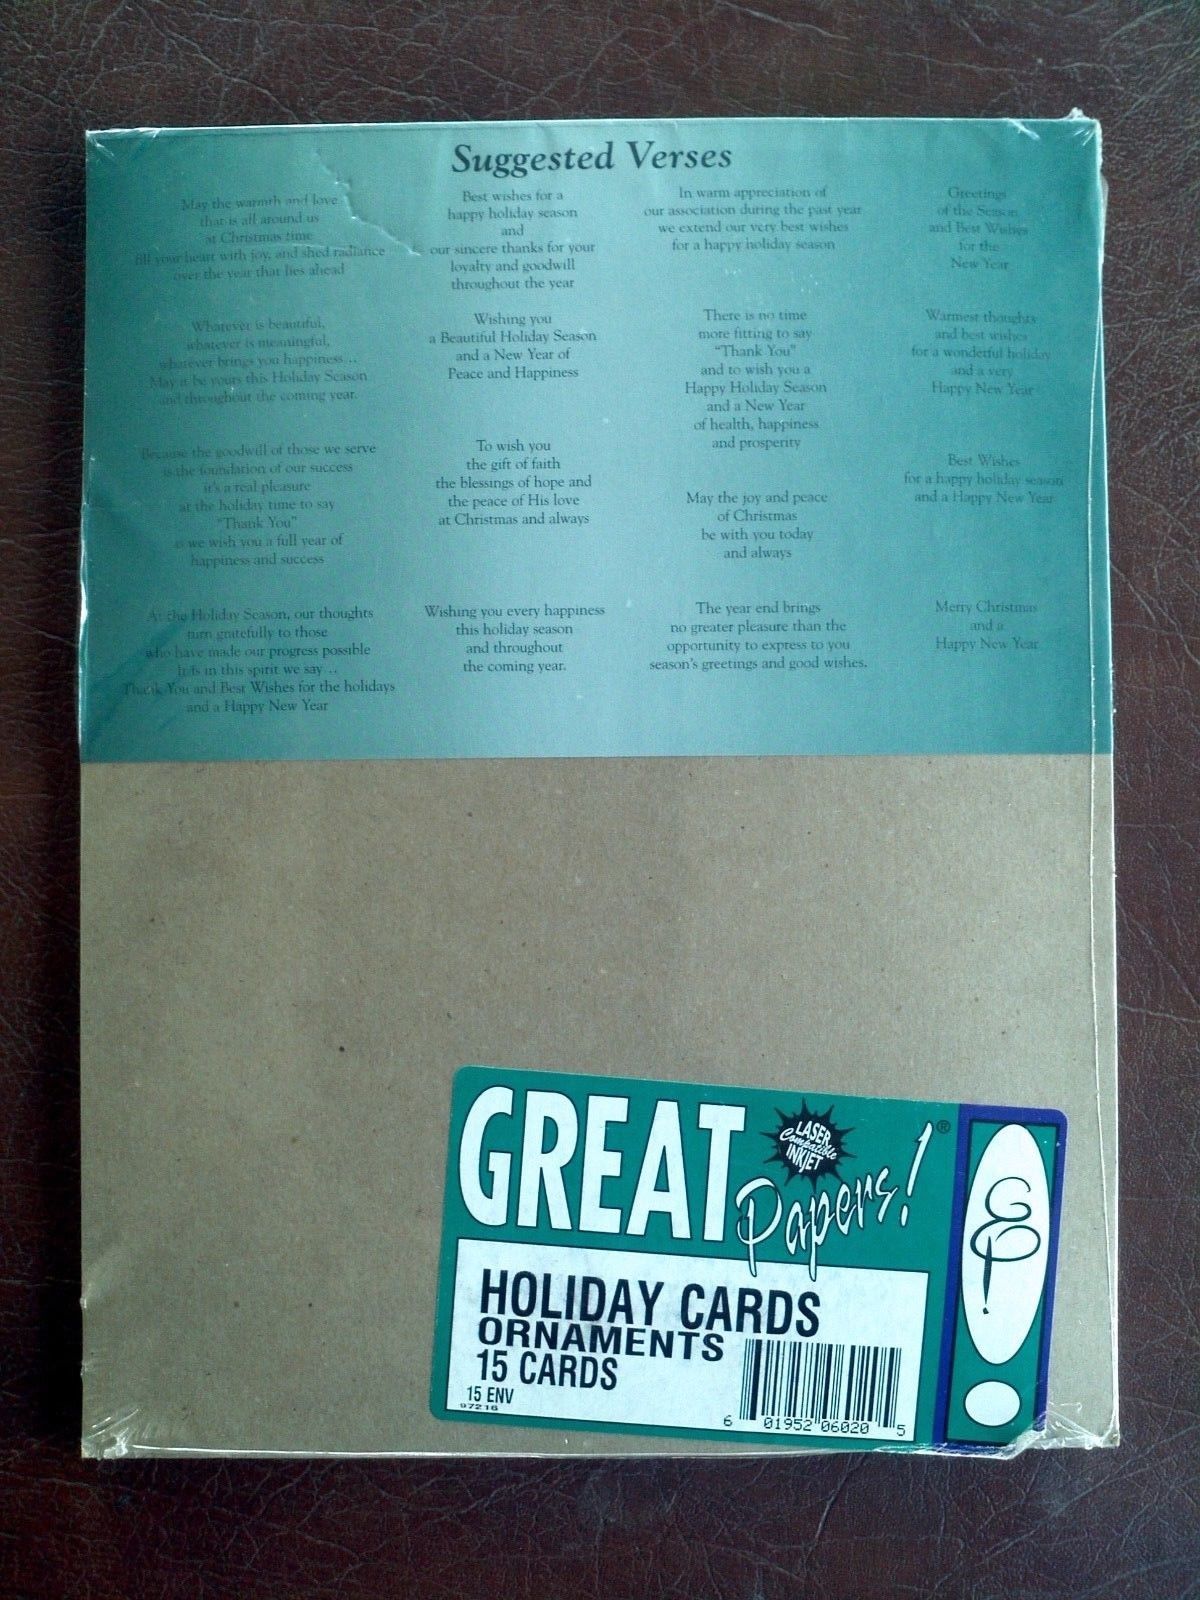 Suggested Verses
May the warmth and love
that is all around us
at Christmas time
fill your heart with joy, and shed radiance
over the year that lies ahead
Whatever is beautiful,
whatever is meaningful,
whatever brings you happiness...
May it be yours this Holiday Season
and throughout the coming year.
Because the goodwill of those we serve
is the foundation of our success
it's a real pleasure
at the holiday time to say
"Thank You"
as we wish you a full year of
happiness and success
At the Holiday Season, our thoughts
turn gratefully to those
who have made our progress possible
It is in this spirit we say...
Thank You and Best Wishes for the holidays
and a Happy New Year
Best wishes for a
happy holiday season
and
our sincere thanks for your
loyalty and goodwill
throughout the year
Wishing you
a Beautiful Holiday Season
and a New Year of
Peace and Happiness
To wish you
the gift of faith
the blessings of hope and
the peace of His love
at Christmas and always
Wishing you every happiness
this holiday season
and throughout
the coming year.
In warm appreciation of
our association during the past year
we extend our very best wishes
for a happy holiday season
There is no time
more fitting to say
"Thank You"
and to wish you a
Happy Holiday Season
and a New Year
of health, happiness
and prosperity
May the joy and peace
of Christmas
be with you today
and always
The year end brings
no greater pleasure than the
opportunity to express to you
season's greetings and good wishes.
Greetings
of the Season
and Best Wishes
for the
New Year
Warmest thoughts
and best wishes
for a wonderful holiday
and a very
Happy New Year
Best Wishes
for a happy holiday season
and a Happy New Year
Merry Christmas
and a
Happy New Year
GREAT
Papers!®
LASER
Compatible
INKJET
HOLIDAY CARDS
ORNAMENTS
15 CARDS
15 ENV
97216
6 01952 06020 5